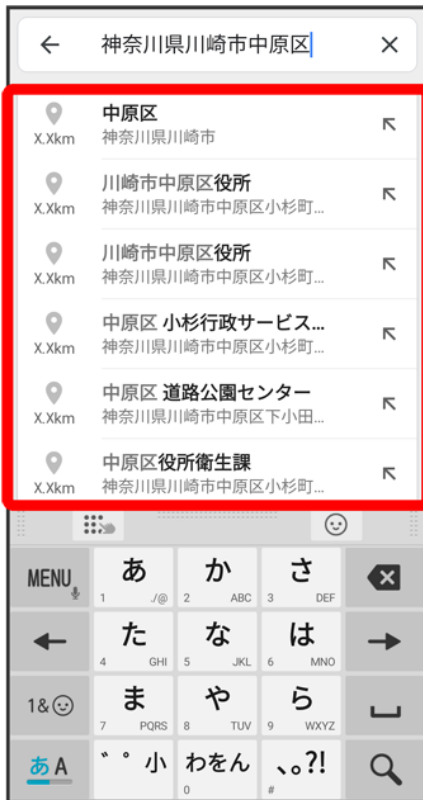 神奈川県川崎市中原区
中原区
X.Xkm 神奈川県川崎市
川崎市中原区役所
X.Xkm 神奈川県川崎市中原区小杉町...
川崎市中原区役所
X.Xkm 神奈川県川崎市中原区小杉町...
中原区 小杉行政サービス...
X.Xkm 神奈川県川崎市中原区小杉町...
中原区 道路公園センター
X.Xkm 神奈川県川崎市中原区下小田...
中原区役所衛生課
X.Xkm 神奈川県川崎市中原区小杉町...
MENU あ か さ
1 ./@ 2 ABC 3 DEF
た な は
4 GHI 5 JKL 6 MNO
1& ま や ら
7 PQRS 8 TUV 9 WXYZ
あA ゛゜小 わをん 、。?!
0 #